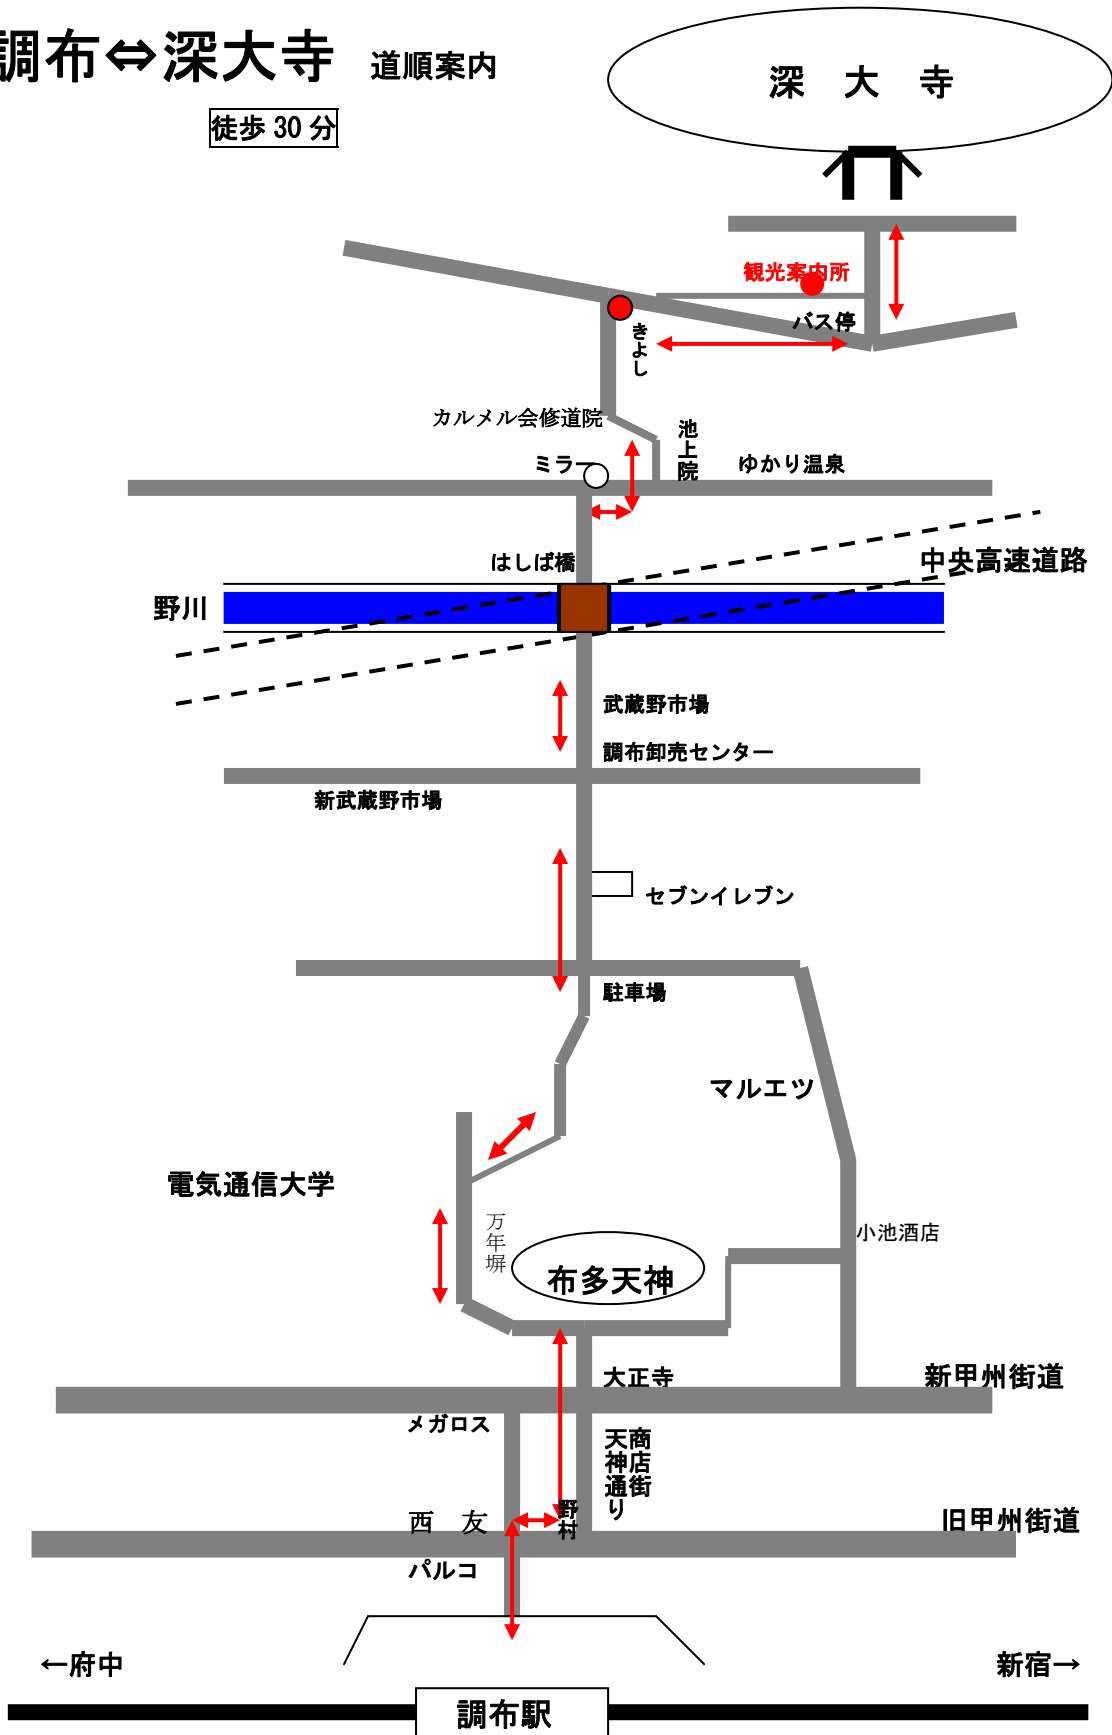 調布⇔深大寺 道順案内
深 大 寺
徒歩 30 分
観光案内所
バス停
きよし
カルメル会修道院
池上院
ミラー
ゆかり温泉
はしば橋
中央高速道路
野川
武蔵野市場
調布卸売センター
新武蔵野市場
セブンイレブン
駐車場
マルエツ
電気通信大学
万年塀
小池酒店
布多天神
大正寺
新甲州街道
メガロス
商店街
天神通り
野村
西 友
旧甲州街道
パルコ
←府中
新宿→
調布駅